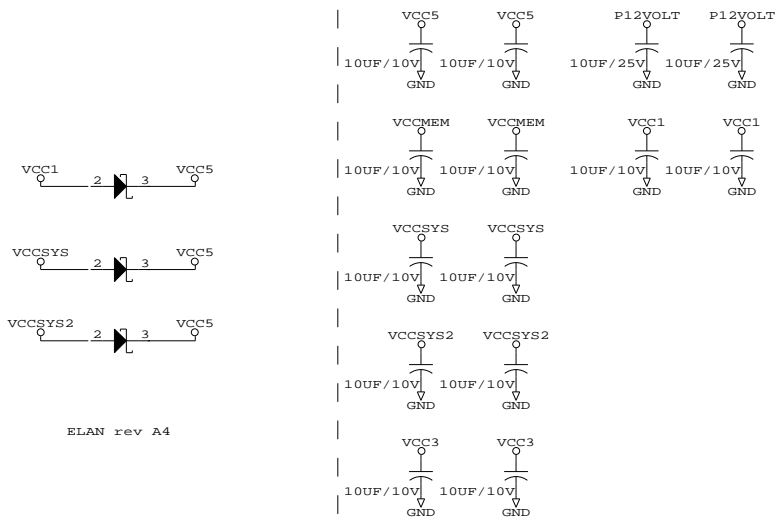 VCC5 VCC5 P12VOLT P12VOLT
10UF/10V 10UF/10V 10UF/25V 10UF/25V
GND GND GND GND
VCCMEM VCCMEM VCC1 VCC1
10UF/10V 10UF/10V 10UF/10V 10UF/10V
GND GND GND GND
VCC1 2 3 VCC5
VCCSYS VCCSYS
10UF/10V 10UF/10V
GND GND
VCCSYS 2 3 VCC5
VCCSYS2 2 3 VCC5
VCCSYS2 VCCSYS2
10UF/10V 10UF/10V
GND GND
ELAN rev A4
VCC3 VCC3
10UF/10V 10UF/10V
GND GND